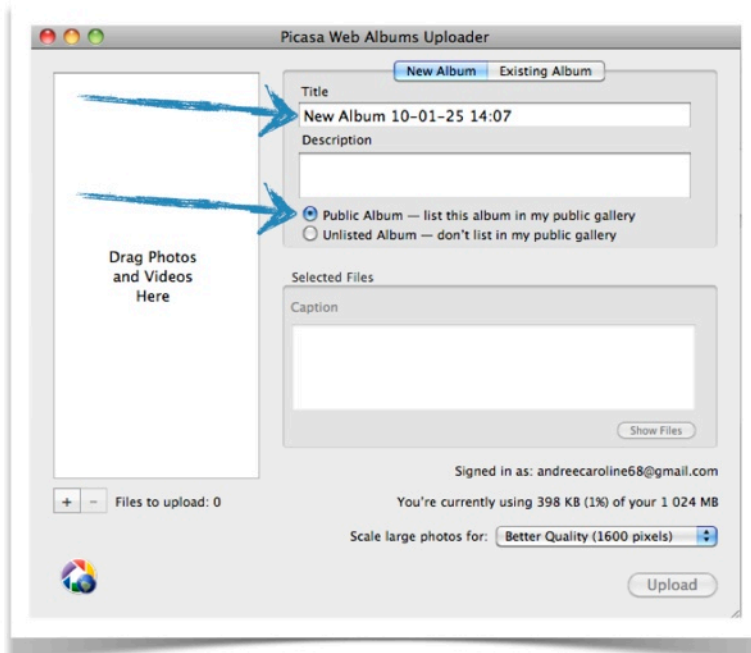 Picasa Web Albums Uploader
New Album Existing Album
Title
New Album 10-01-25 14:07
Description
Public Album — list this album in my public gallery
Unlisted Album — don't list in my public gallery
Drag Photos
and Videos
Here
Selected Files
Caption
Show Files
Signed in as: andreecaroline68@gmail.com
+ - Files to upload: 0
You're currently using 398 KB (1%) of your 1 024 MB
Scale large photos for: Better Quality (1600 pixels)
Upload